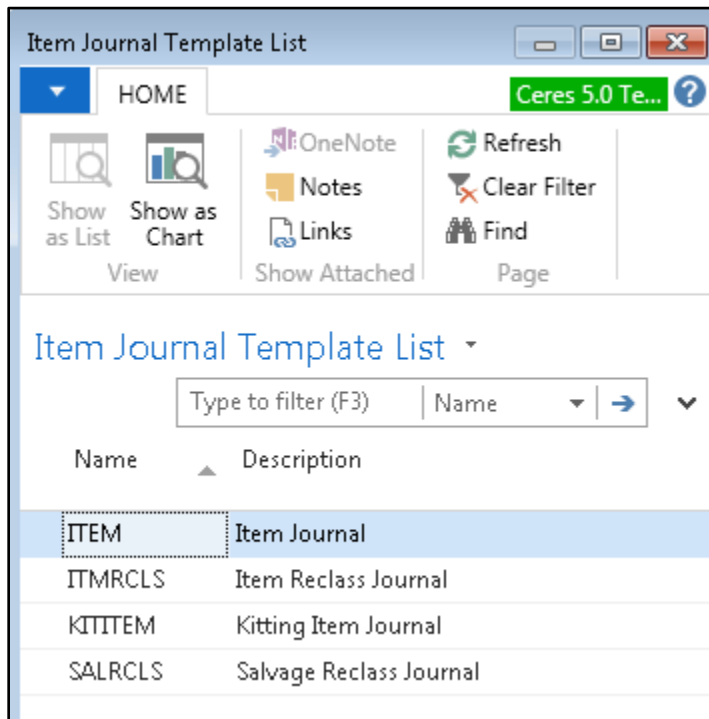 Item Journal Template List
HOME
Ceres 5.0 Te...
?
Show as List
Show as Chart
View
OneNote
Notes
Links
Show Attached
Refresh
Clear Filter
Find
Page
Item Journal Template List
Type to filter (F3) Name
Name Description
ITEM Item Journal
ITMRCLS Item Reclass Journal
KITITEM Kitting Item Journal
SALRCLS Salvage Reclass Journal